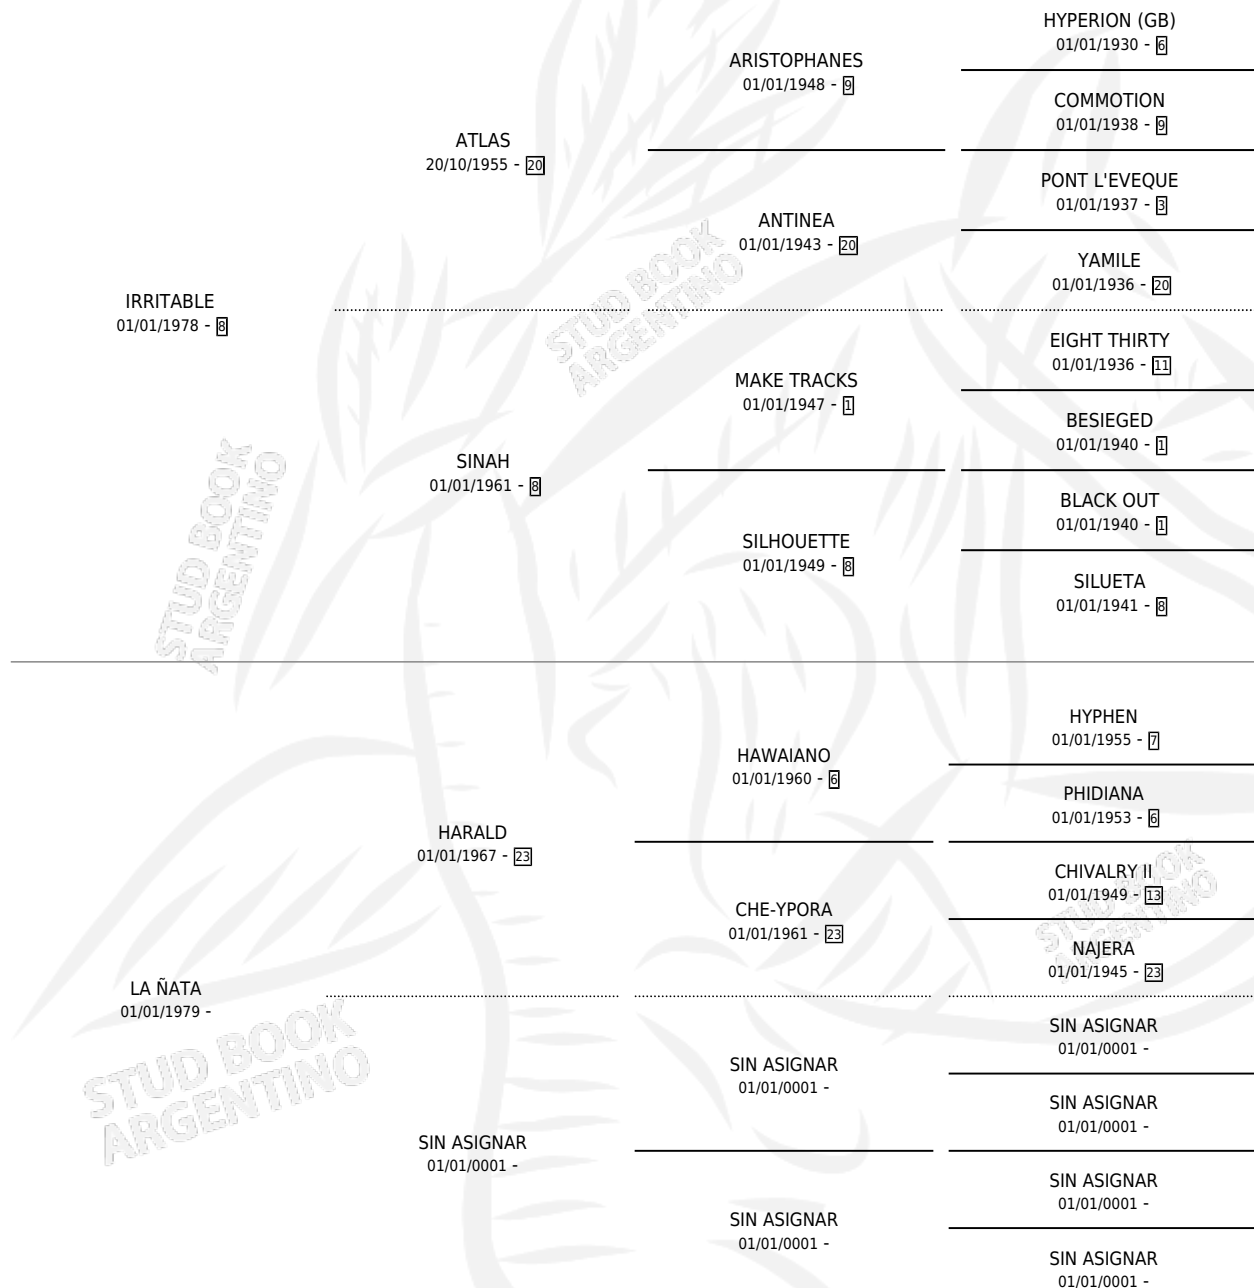 HYPERION (GB)
01/01/1930 - 6
ARISTOPHANES
01/01/1948 - 9
COMMOTION
01/01/1938 - 9
ATLAS
20/10/1955 - 20
PONT L'EVEQUE
01/01/1937 - 3
ANTINEA
01/01/1943 - 20
YAMILE
01/01/1936 - 20
IRRITABLE
01/01/1978 - 8
EIGHT THIRTY
01/01/1936 - 11
MAKE TRACKS
01/01/1947 - 1
BESIEGED
01/01/1940 - 1
SINAH
01/01/1961 - 8
BLACK OUT
01/01/1940 - 1
SILHOUETTE
01/01/1949 - 8
SILUETA
01/01/1941 - 8
HYPHEN
01/01/1955 - 7
HAWAIANO
01/01/1960 - 6
PHIDIANA
01/01/1953 - 6
HARALD
01/01/1967 - 23
CHIVALRY II
01/01/1949 - 13
CHE-YPORA
01/01/1961 - 23
NAJERA
01/01/1945 - 23
LA ÑATA
01/01/1979 -
SIN ASIGNAR
01/01/0001 -
SIN ASIGNAR
01/01/0001 -
SIN ASIGNAR
01/01/0001 -
SIN ASIGNAR
01/01/0001 -
SIN ASIGNAR
01/01/0001 -
SIN ASIGNAR
01/01/0001 -
SIN ASIGNAR
01/01/0001 -
STUD BOOK
ARGENTINO
STUD BOOK
ARGENTINO
STUD BOOK
ARGENTINO
STUD BOOK
ARGENTINO